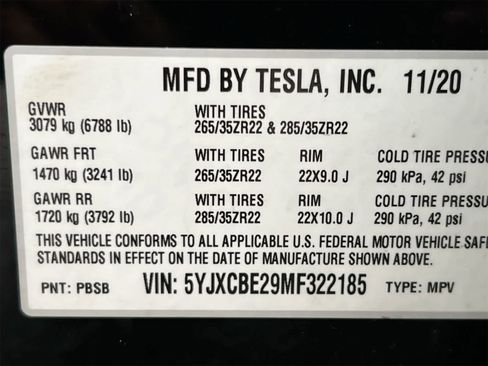 MFD BY TESLA, INC. 11/20
GVWR WITH TIRES
3079 kg (6788 lb) 265/35ZR22 & 285/35ZR22
GAWR FRT WITH TIRES RIM COLD TIRE PRESSU
1470 kg (3241 lb) 265/35ZR22 22X9.0 J 290 kPa, 42 psi
GAWR RR WITH TIRES RIM COLD TIRE PRESSU
1720 kg (3792 lb) 285/35ZR22 22X10.0 J 290 kPa, 42 psi
THIS VEHICLE CONFORMS TO ALL APPLICABLE U.S. FEDERAL MOTOR VEHICLE SAFE
STANDARDS IN EFFECT ON THE DATE OF MANUFACTURE SHOWN ABOVE.
PNT: PBSB VIN: 5YJXCBE29MF322185 TYPE: MPV